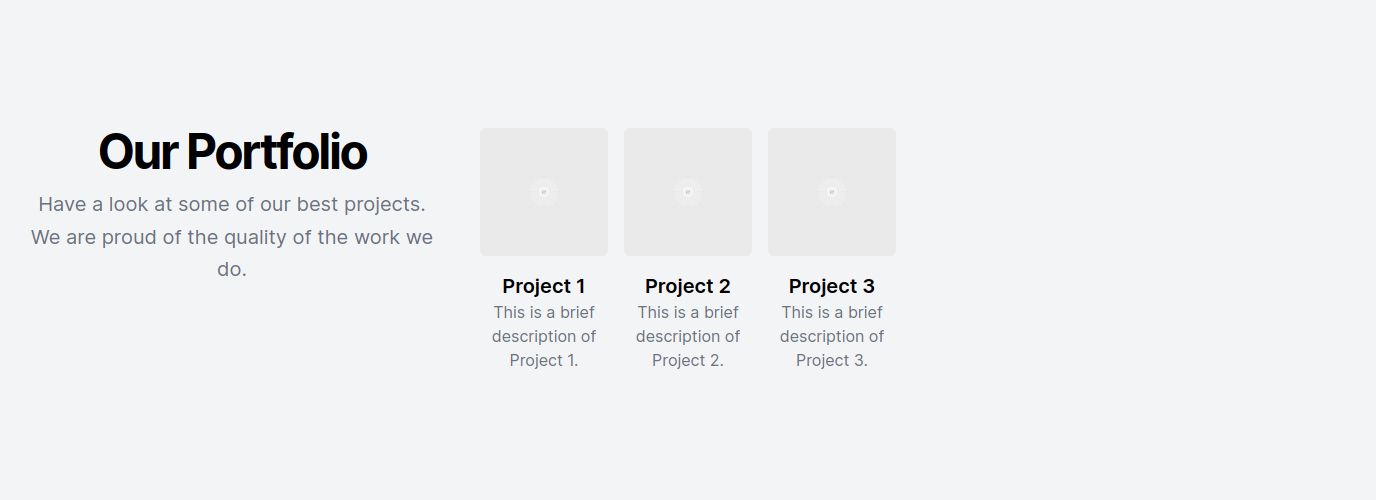 Our Portfolio
Have a look at some of our best projects.
We are proud of the quality of the work we
do.
Project 1
This is a brief
description of
Project 1.
Project 2
This is a brief
description of
Project 2.
Project 3
This is a brief
description of
Project 3.